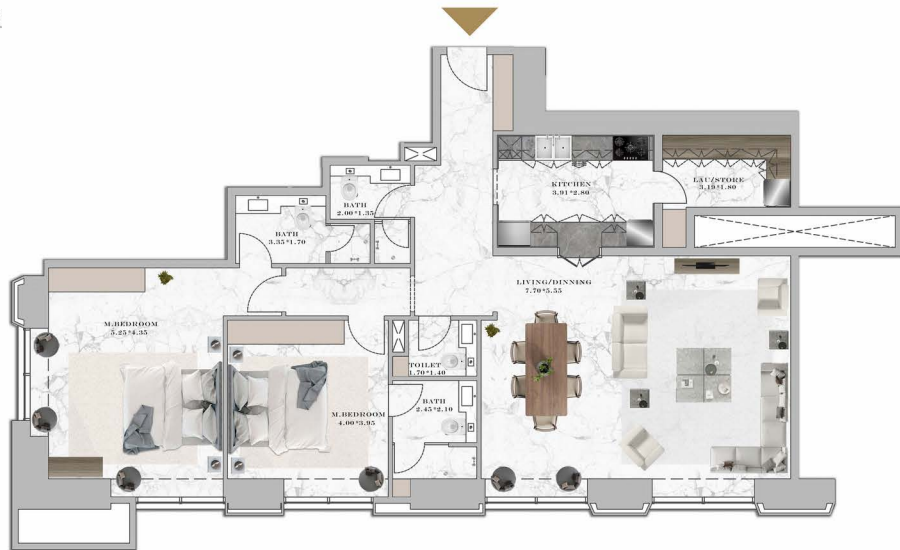 KITCHEN
3.91*2.80
LAU/STORE
3.19*1.80
BATH
2.00*1.35
BATH
3.35*1.70
LIVING/DINNING
7.70*5.55
M.BEDROOM
5.25*4.35
TOILET
1.70*1.40
BATH
2.45*2.10
M.BEDROOM
4.00*3.95